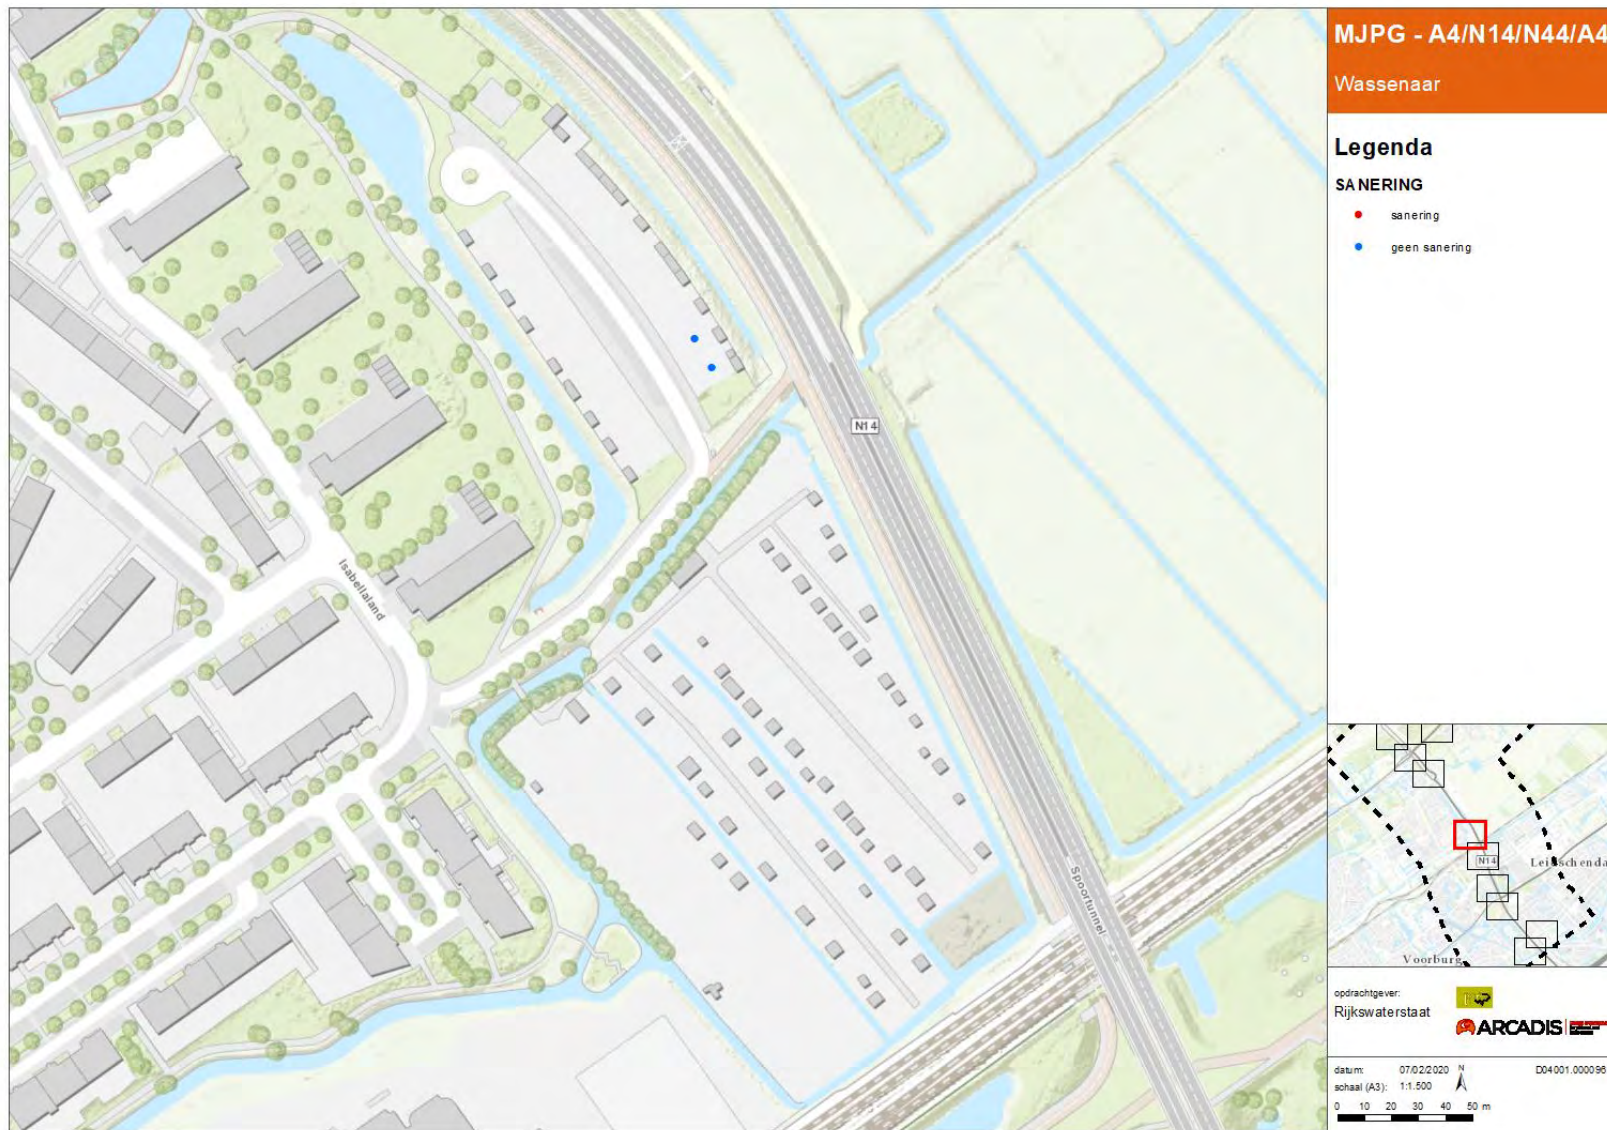 MJPG - A4/N14/N44/A4
Wassenaar
Legenda
SANERING
sanering
geen sanering
N14
Isabellaland
Spoortunnel
N14
Leidschenda
Voorburg
opdrachtgever:
Rijkswaterstaat
ARCADIS
datum: 07/02/2020 N D04001.000096
schaal (A3): 1:1.500
0 10 20 30 40 50 m